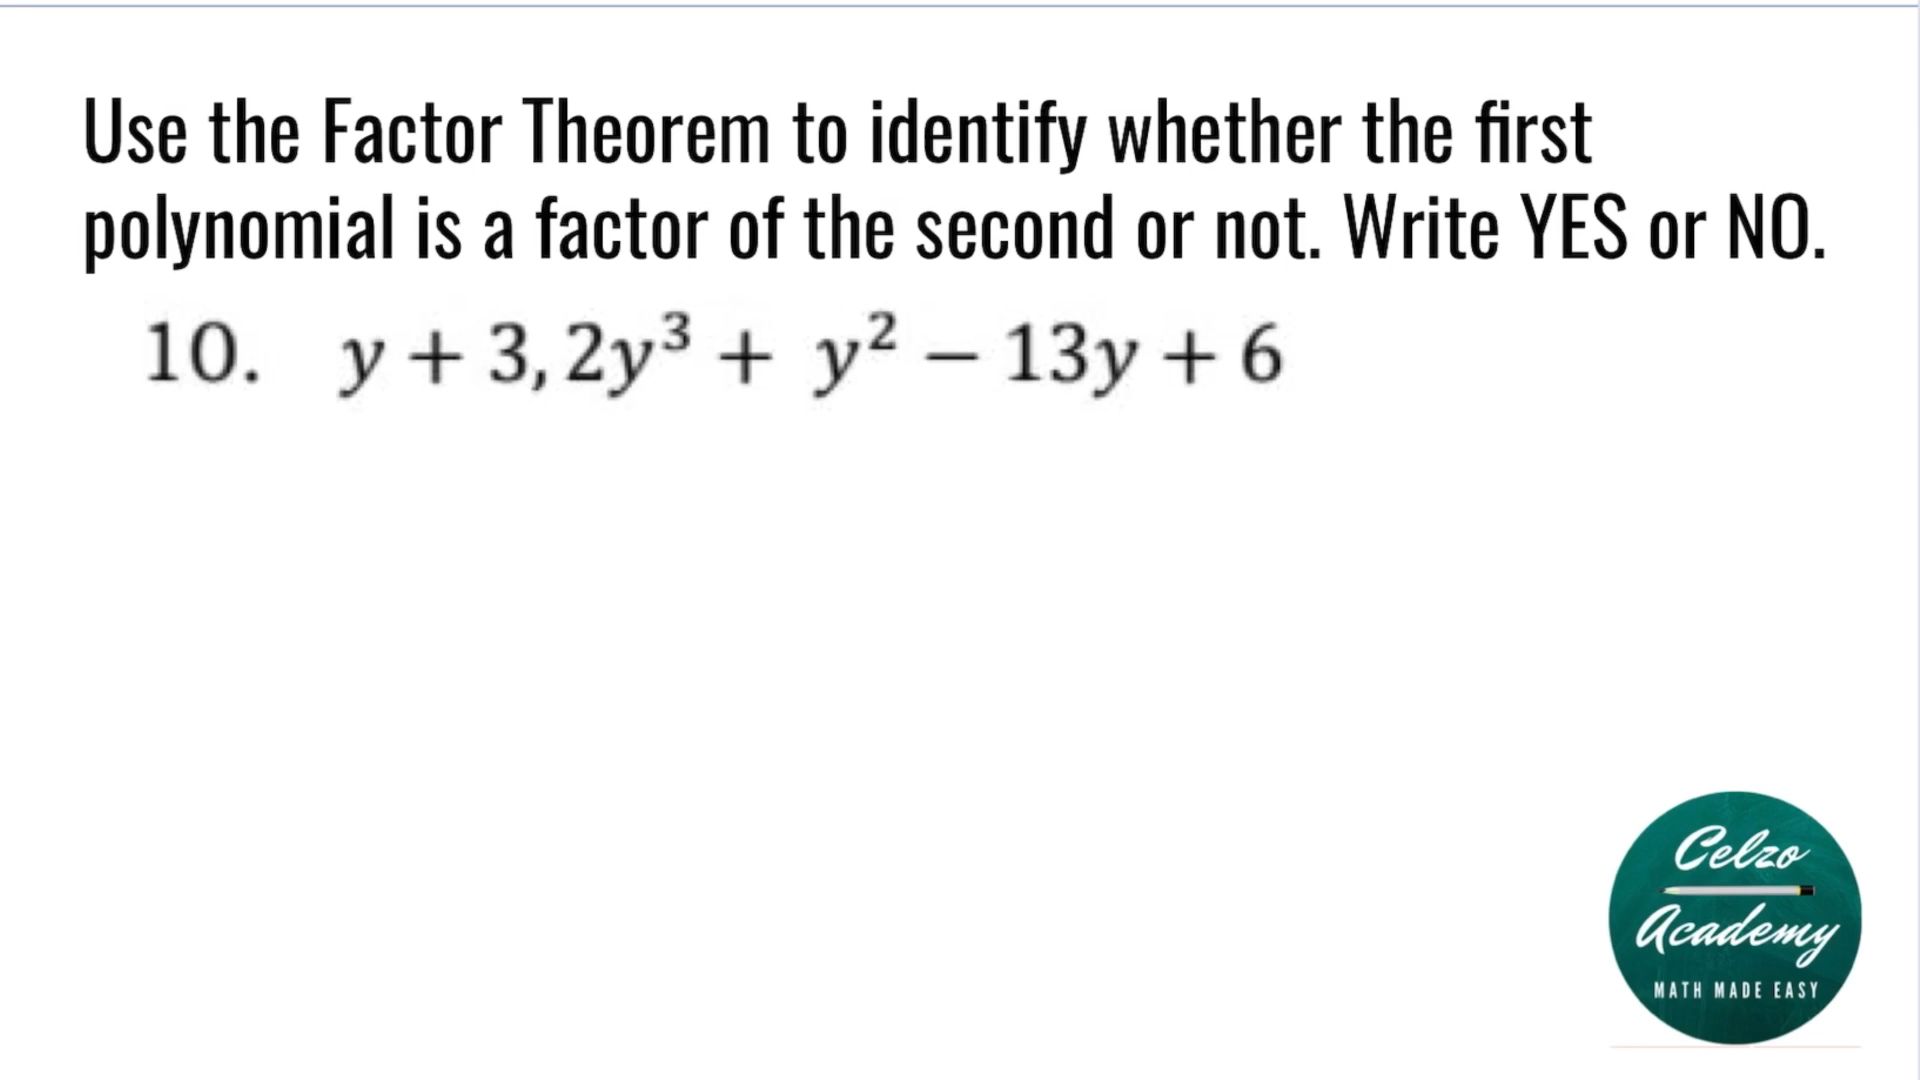 Use the Factor Theorem to identify whether the first
polynomial is a factor of the second or not. Write YES or NO.
10. y + 3, 2y³ + y² − 13y + 6
Celzo
Academy
MATH MADE EASY